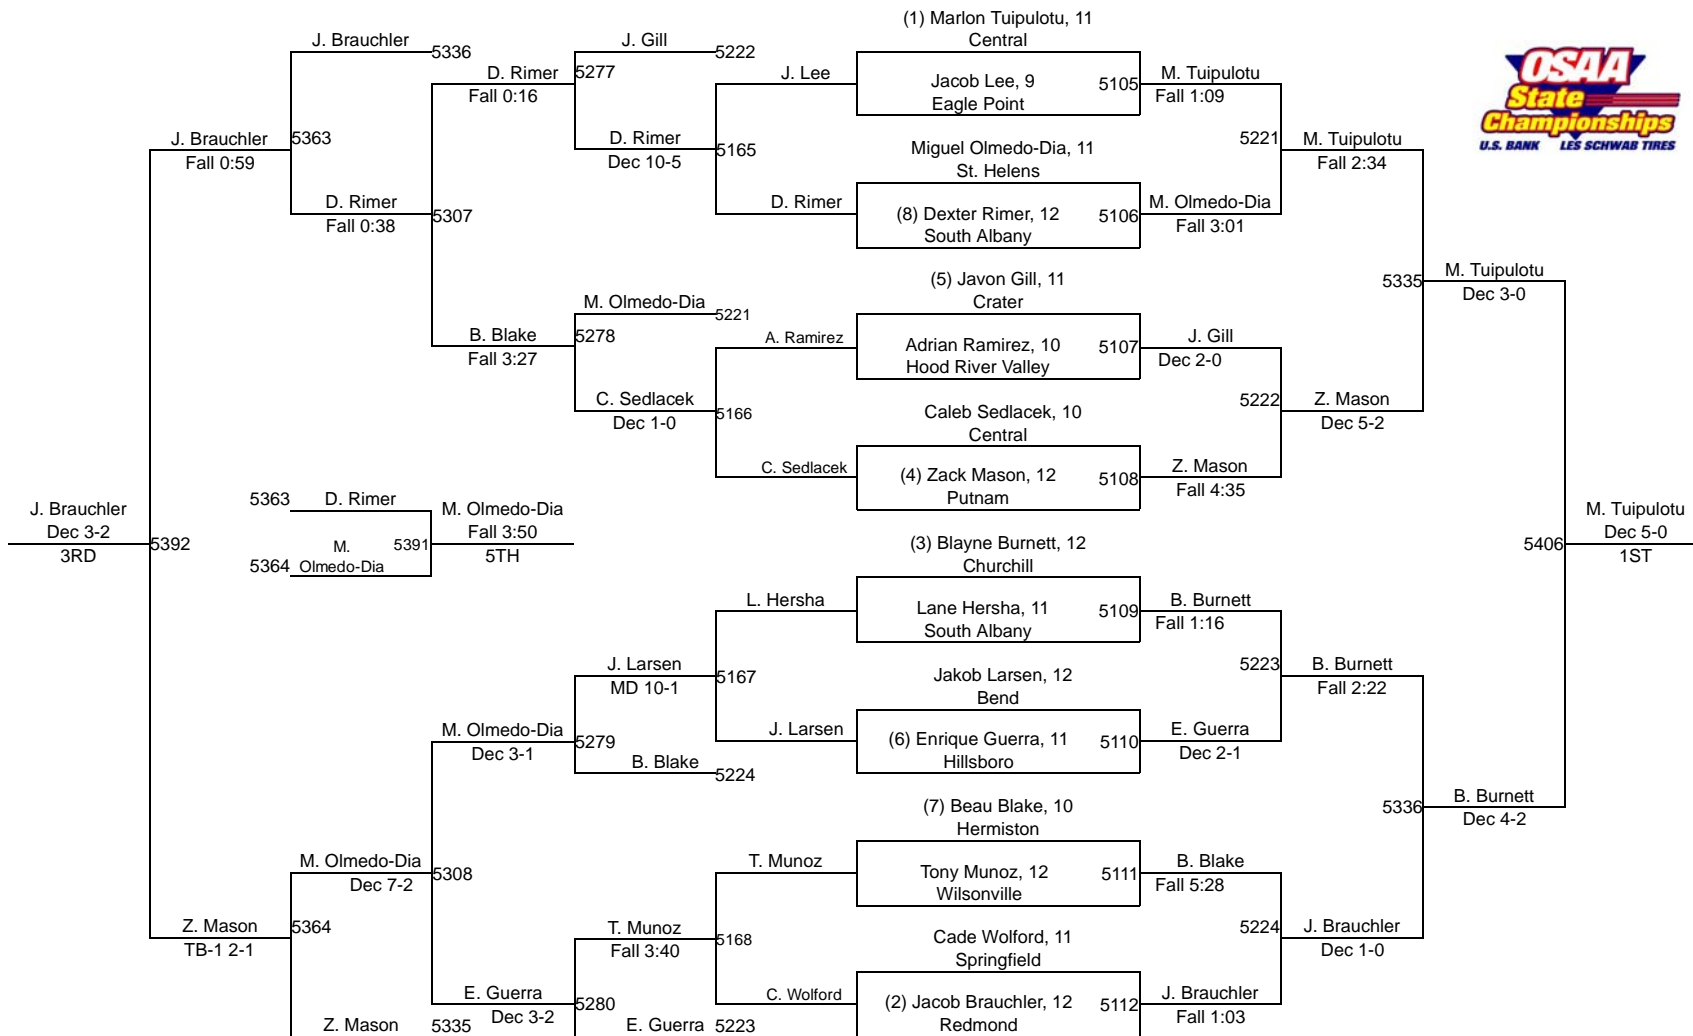 (1) Marlon Tuipulotu, 11
Central
J. Brauchler
5336
J. Gill
5222
OSAA
State
Championships
U.S. BANK LES SCHWAB TIRES
D. Rimer
5277
Fall 0:16
J. Lee
Jacob Lee, 9
Eagle Point
5105
M. Tuipulotu
Fall 1:09
J. Brauchler
Fall 0:59
5363
D. Rimer
Dec 10-5
5165
Miguel Olmedo-Dia, 11
St. Helens
5221
M. Tuipulotu
Fall 2:34
D. Rimer
Fall 0:38
5307
D. Rimer
(8) Dexter Rimer, 12
South Albany
5106
M. Olmedo-Dia
Fall 3:01
(5) Javon Gill, 11
Crater
5335
M. Tuipulotu
Dec 3-0
M. Olmedo-Dia
5221
B. Blake
Fall 3:27
5278
A. Ramirez
Adrian Ramirez, 10
Hood River Valley
5107
J. Gill
Dec 2-0
C. Sedlacek
Dec 1-0
5166
Caleb Sedlacek, 10
Central
5222
Z. Mason
Dec 5-2
C. Sedlacek
(4) Zack Mason, 12
Putnam
5108
Z. Mason
Fall 4:35
J. Brauchler
Dec 3-2
3RD
5392
5363
D. Rimer
5364
M.
Olmedo-Dia
5391
M. Olmedo-Dia
Fall 3:50
5TH
(3) Blayne Burnett, 12
Churchill
5406
M. Tuipulotu
Dec 5-0
1ST
L. Hersha
Lane Hersha, 11
South Albany
5109
B. Burnett
Fall 1:16
J. Larsen
MD 10-1
5167
Jakob Larsen, 12
Bend
5223
B. Burnett
Fall 2:22
M. Olmedo-Dia
Dec 3-1
5279
B. Blake
5224
J. Larsen
(6) Enrique Guerra, 11
Hillsboro
5110
E. Guerra
Dec 2-1
(7) Beau Blake, 10
Hermiston
5336
B. Burnett
Dec 4-2
M. Olmedo-Dia
Dec 7-2
5308
T. Munoz
Tony Munoz, 12
Wilsonville
5111
B. Blake
Fall 5:28
Z. Mason
TB-1 2-1
5364
T. Munoz
Fall 3:40
5168
Cade Wolford, 11
Springfield
5224
J. Brauchler
Dec 1-0
E. Guerra
Dec 3-2
5280
C. Wolford
(2) Jacob Brauchler, 12
Redmond
5112
J. Brauchler
Fall 1:03
Z. Mason
5335
E. Guerra
5223